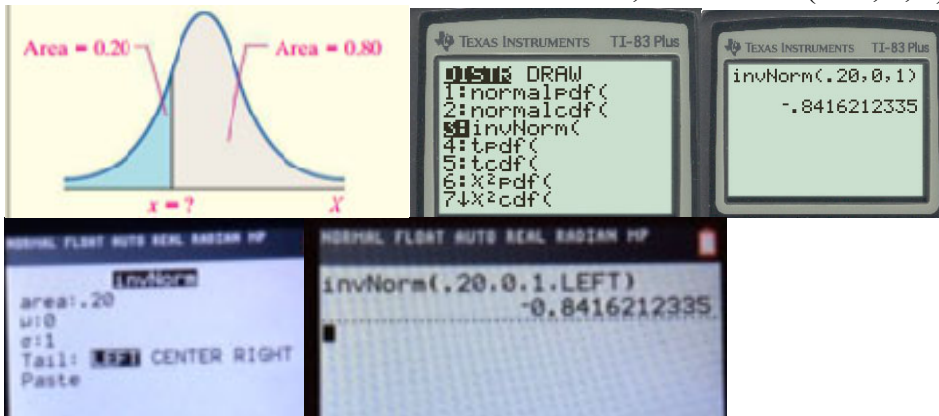 Area = 0.20
Area = 0.80
x = ?
X
TEXAS INSTRUMENTS TI-83 Plus
DISTR DRAW
1:normalpdf(
2:normalcdf(
3:invNorm(
4:tpdf(
5:tcdf(
6:X²pdf(
7↓X²cdf(
TEXAS INSTRUMENTS TI-83 Plus
invNorm(.20,0,1)
-.8416212335
NORMAL FLOAT AUTO REAL RADIAN MP
invNorm
area:.20
μ:0
σ:1
Tail: LEFT CENTER RIGHT
Paste
NORMAL FLOAT AUTO REAL RADIAN MP
invNorm(.20,0,1,LEFT)
-0.8416212335